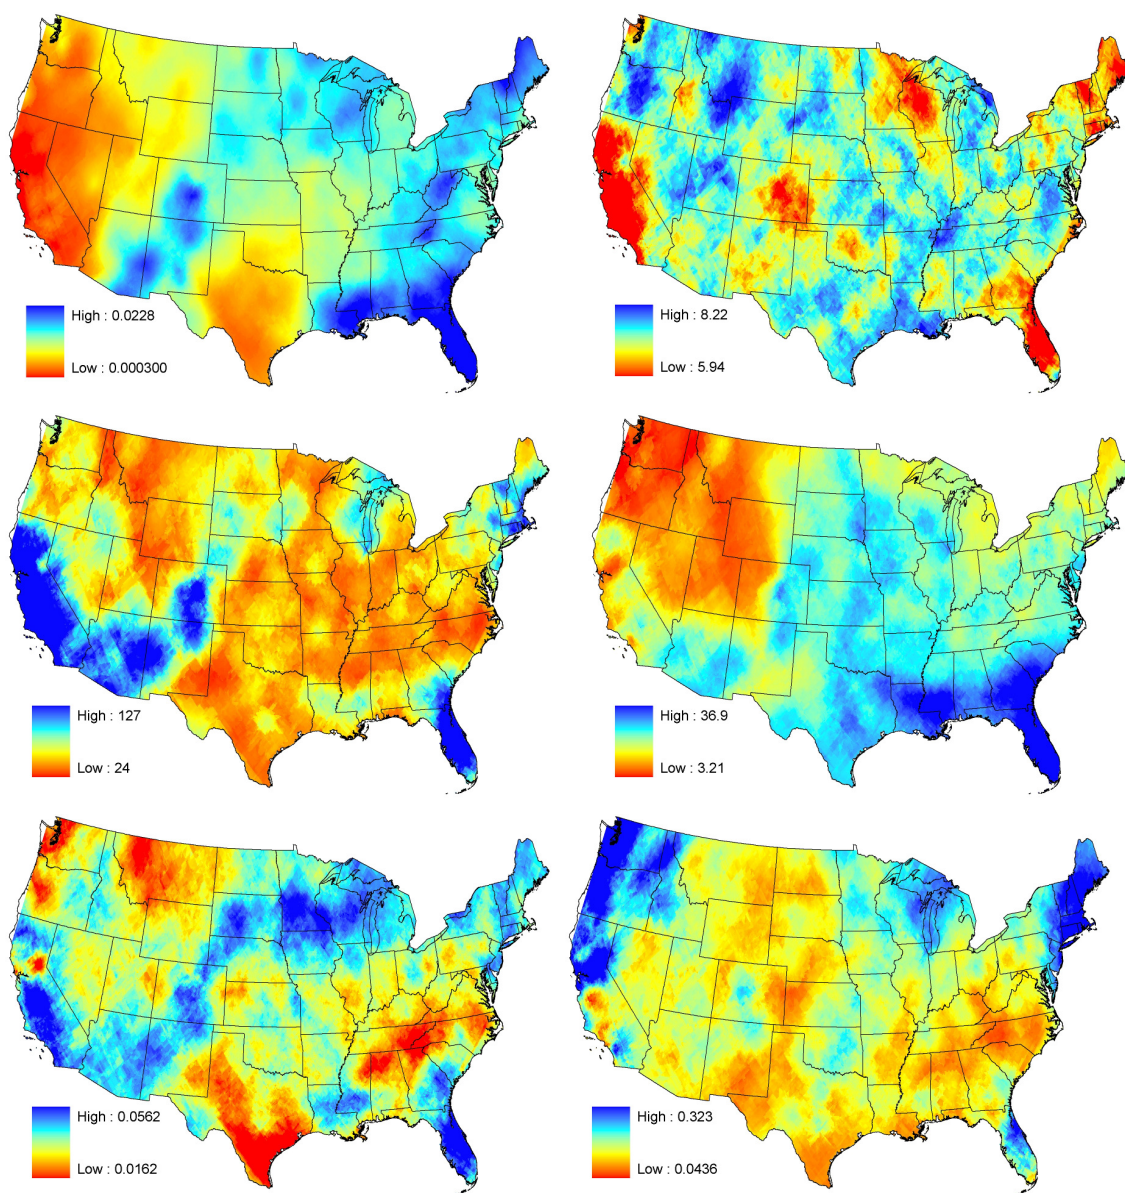 High : 0.0228
Low : 0.000300
High : 8.22
Low : 5.94
High : 127
Low : 24
High : 36.9
Low : 3.21
High : 0.0562
Low : 0.0162
High : 0.323
Low : 0.0436